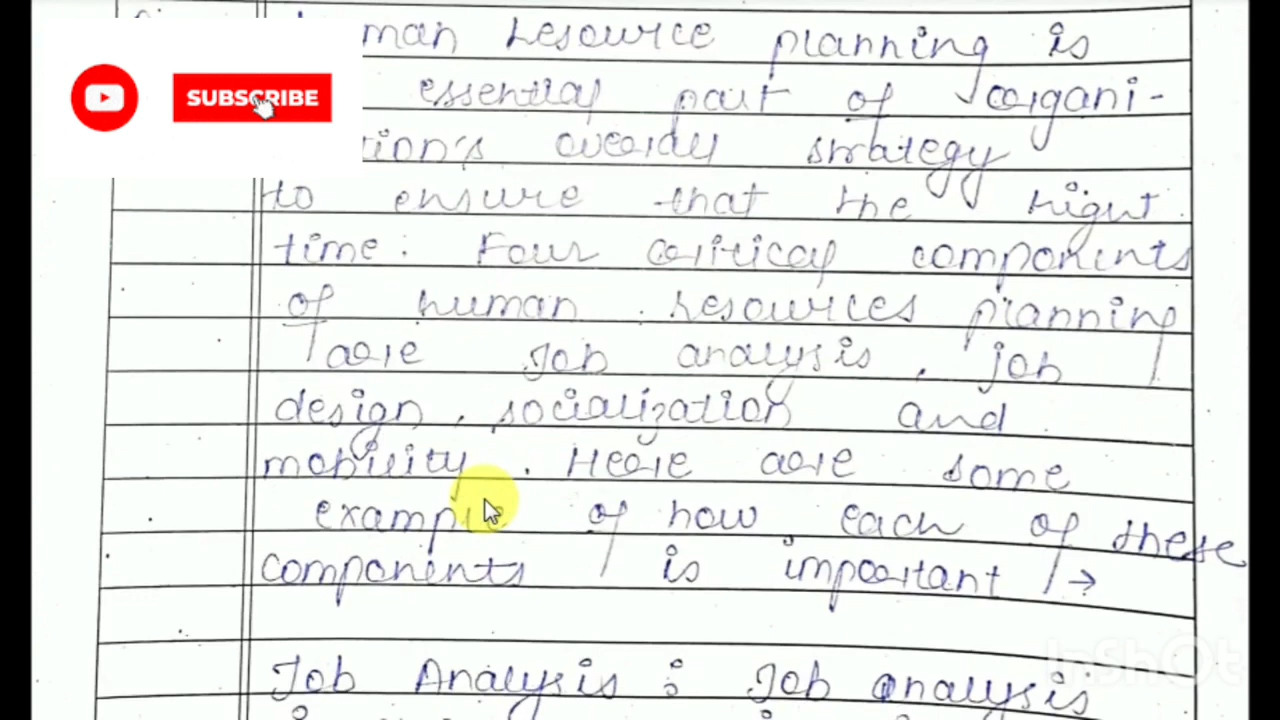 man resource planning is
SUBSCRIBE
essential part of organi-
tion's overall strategy
to ensure that the right
time. Four critical components
of human resources planning
are Job analysis, job
design, socialization and
mobility. Here are some
example of how each of these
components is important →
Job Analysis : Job analysis
InShOt